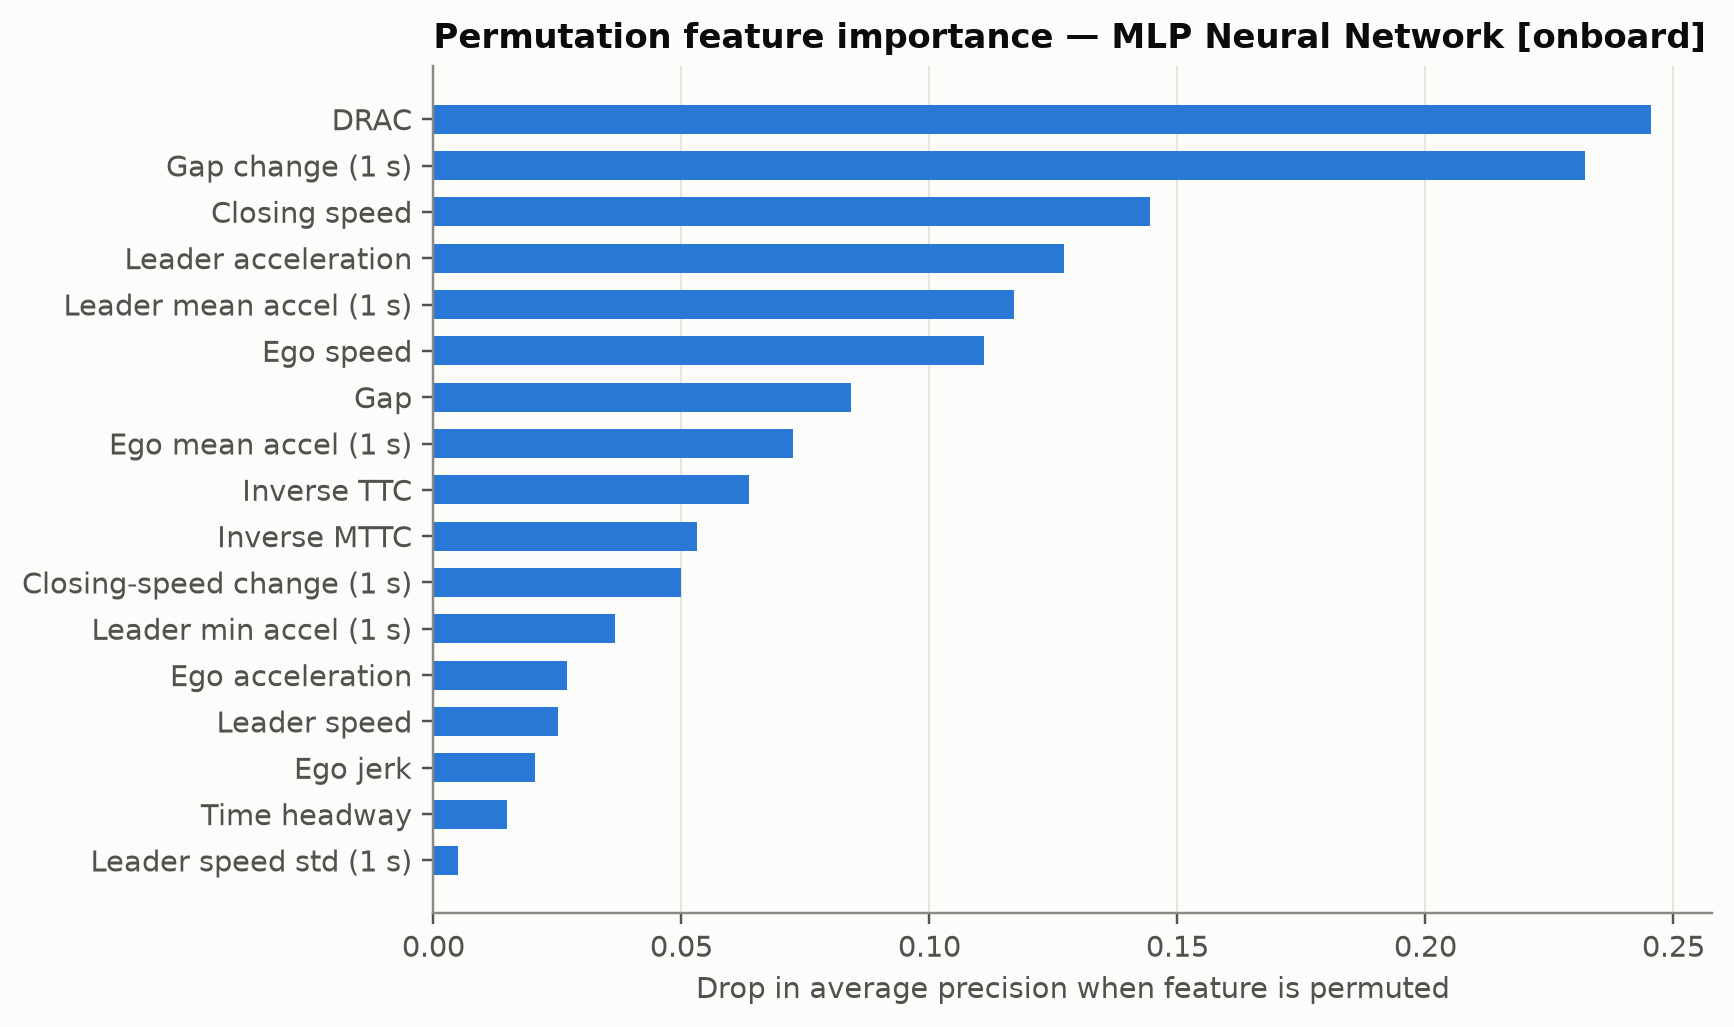 Permutation feature importance — MLP Neural Network [onboard]
DRAC
Gap change (1 s)
Closing speed
Leader acceleration
Leader mean accel (1 s)
Ego speed
Gap
Ego mean accel (1 s)
Inverse TTC
Inverse MTTC
Closing-speed change (1 s)
Leader min accel (1 s)
Ego acceleration
Leader speed
Ego jerk
Time headway
Leader speed std (1 s)
0.00 0.05 0.10 0.15 0.20 0.25
Drop in average precision when feature is permuted